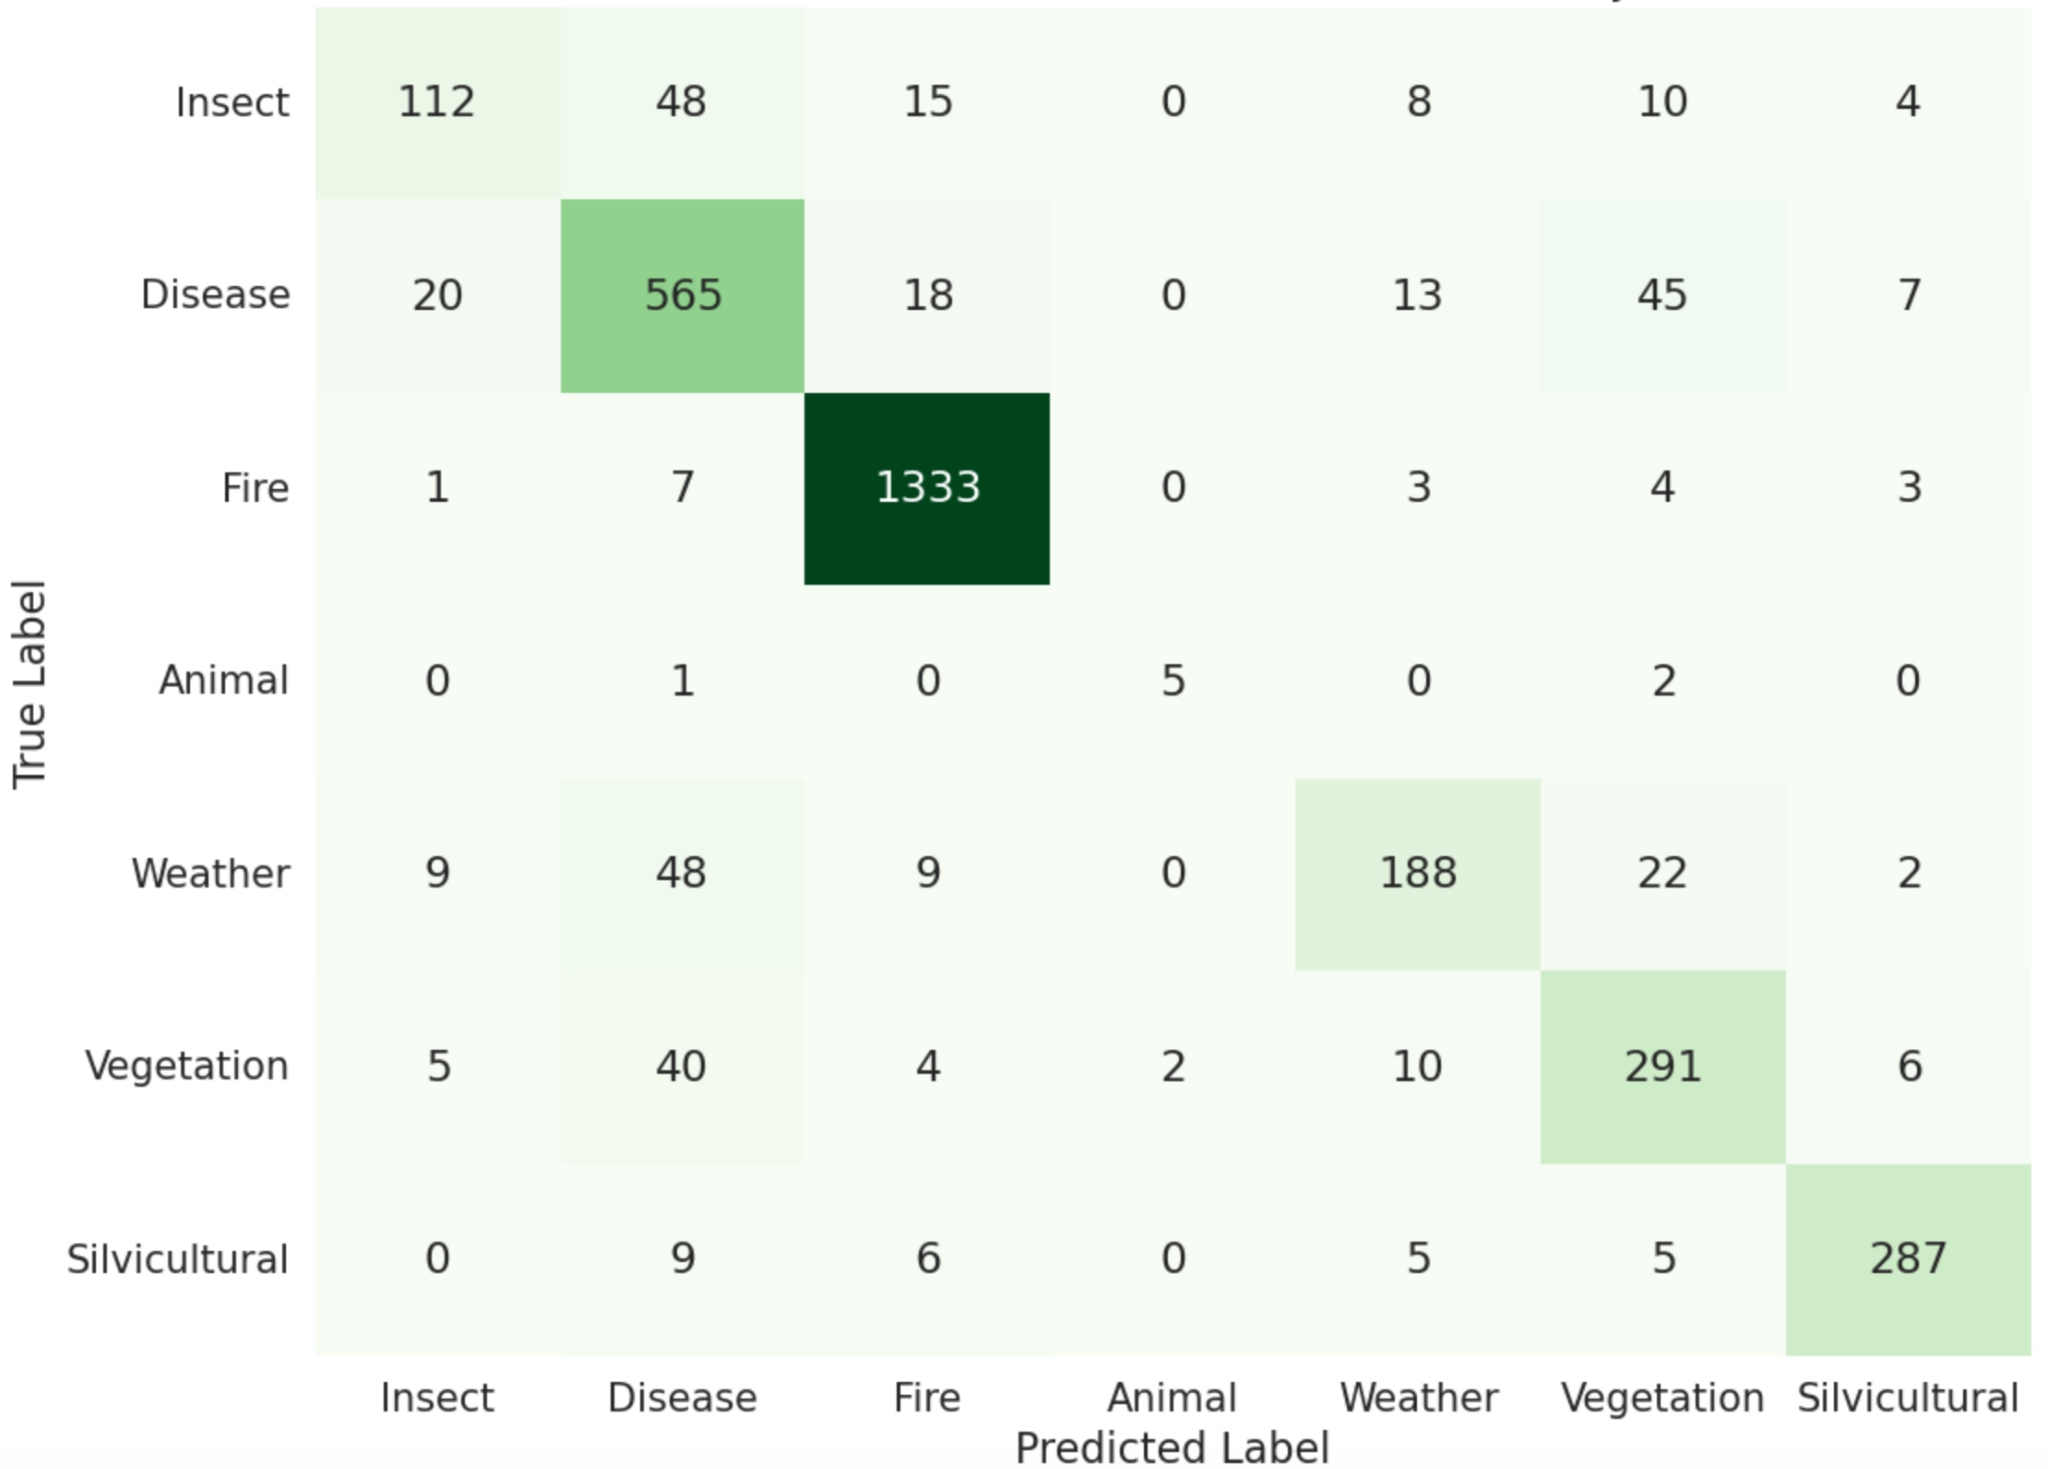 Insect 112 48 15 0 8 10 4
Disease 20 565 18 0 13 45 7
Fire 1 7 1333 0 3 4 3
Animal 0 1 0 5 0 2 0
Weather 9 48 9 0 188 22 2
Vegetation 5 40 4 2 10 291 6
Silvicultural 0 9 6 0 5 5 287
True Label
Insect Disease Fire Animal Weather Vegetation Silvicultural
Predicted Label